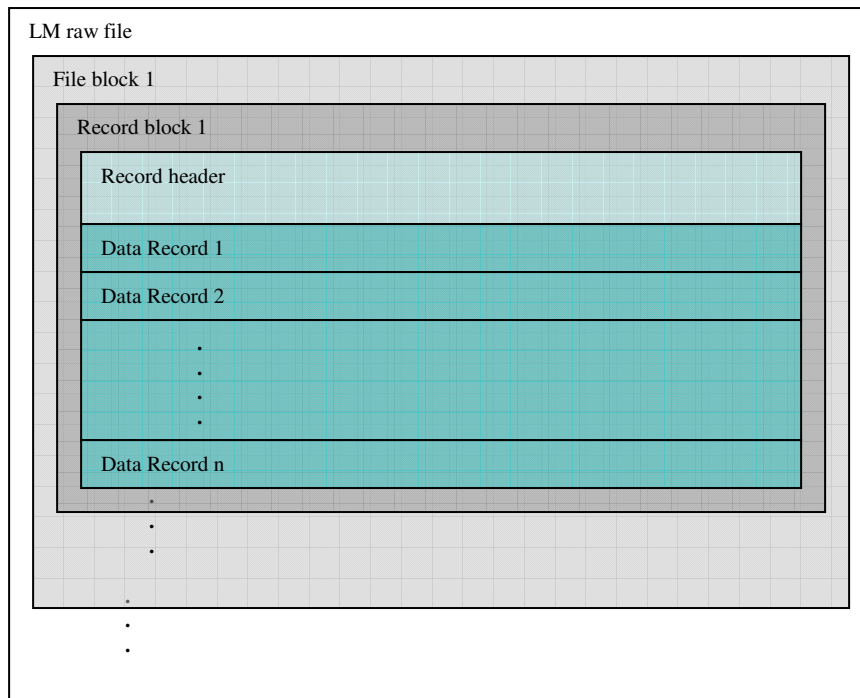 LM raw file
File block 1
Record block 1
Record header
Data Record 1
Data Record 2
.
.
.
.
Data Record n
.
.
.
.
.
.